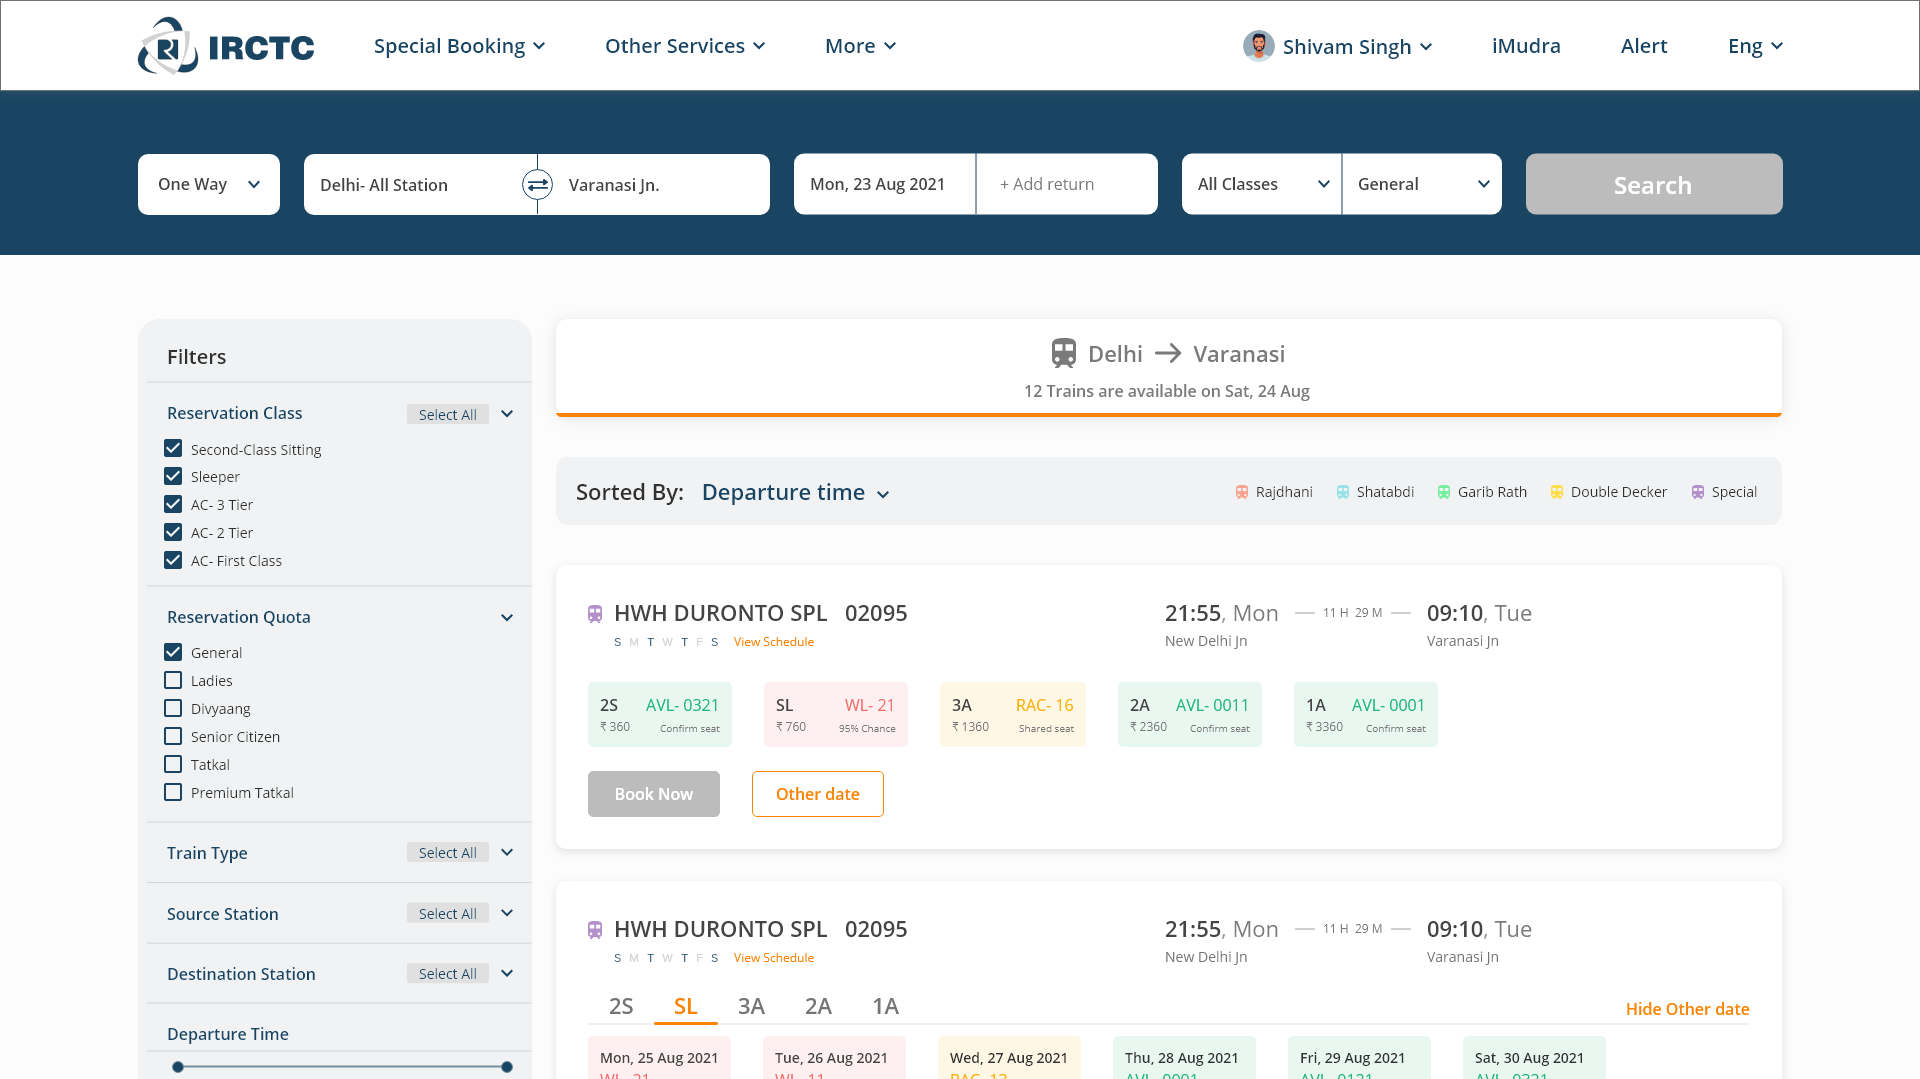 IRCTC Special Booking Other Services More Shivam Singh iMudra Alert Eng
One Way Delhi- All Station Varanasi Jn. Mon, 23 Aug 2021 + Add return All Classes General Search
Filters
Reservation Class Select All
Second-Class Sitting
Sleeper
AC- 3 Tier
AC- 2 Tier
AC- First Class
Reservation Quota
General
Ladies
Divyaang
Senior Citizen
Tatkal
Premium Tatkal
Train Type Select All
Source Station Select All
Destination Station Select All
Departure Time
Delhi Varanasi
12 Trains are available on Sat, 24 Aug
Sorted By: Departure time Rajdhani Shatabdi Garib Rath Double Decker Special
HWH DURONTO SPL 02095 21:55, Mon 11 H 29 M 09:10, Tue
S M T W T F S View Schedule New Delhi Jn Varanasi Jn
2S AVL- 0321 SL WL- 21 3A RAC- 16 2A AVL- 0011 1A AVL- 0001
₹ 360 Confirm seat ₹ 760 95% Chance ₹ 1360 Shared seat ₹ 2360 Confirm seat ₹ 3360 Confirm seat
Book Now Other date
HWH DURONTO SPL 02095 21:55, Mon 11 H 29 M 09:10, Tue
S M T W T F S View Schedule New Delhi Jn Varanasi Jn
2S SL 3A 2A 1A Hide Other date
Mon, 25 Aug 2021 Tue, 26 Aug 2021 Wed, 27 Aug 2021 Thu, 28 Aug 2021 Fri, 29 Aug 2021 Sat, 30 Aug 2021